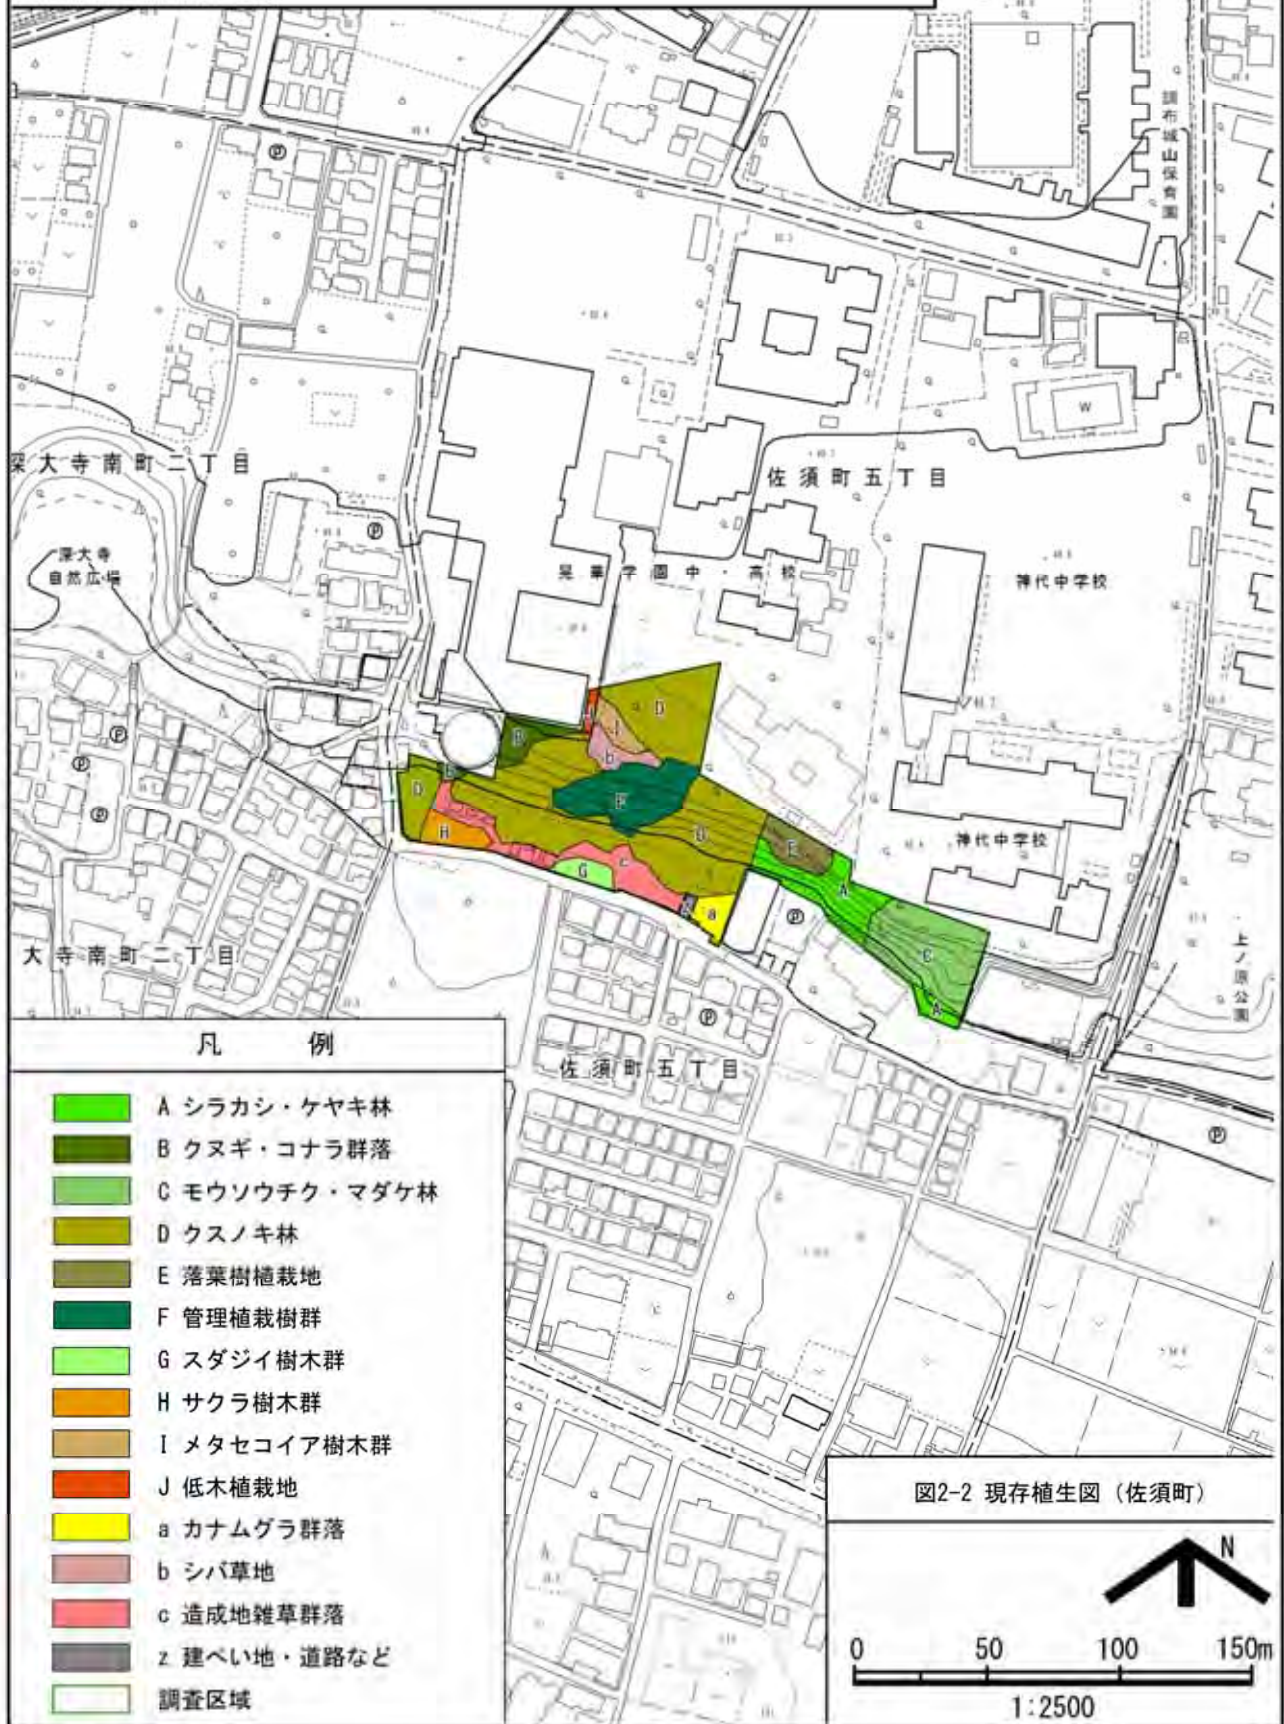 調布城山保育園
深大寺南町二丁目
佐須町五丁目
深大寺
自然広場
晃華学園中・高校
神代中学校
W
D
B
I
b
F
D
H
D
E
A
G
c
a
C
A
神代中学校
上ノ原公園
大寺南町二丁目
佐須町五丁目
凡 例
A シラカシ・ケヤキ林
B クヌギ・コナラ群落
C モウソウチク・マダケ林
D クスノキ林
E 落葉樹植栽地
F 管理植栽樹群
G スダジイ樹木群
H サクラ樹木群
I メタセコイア樹木群
J 低木植栽地
a カナムグラ群落
b シバ草地
c 造成地雑草群落
z 建ぺい地・道路など
調査区域
図2-2 現存植生図（佐須町）
N
0 50 100 150m
1:2500